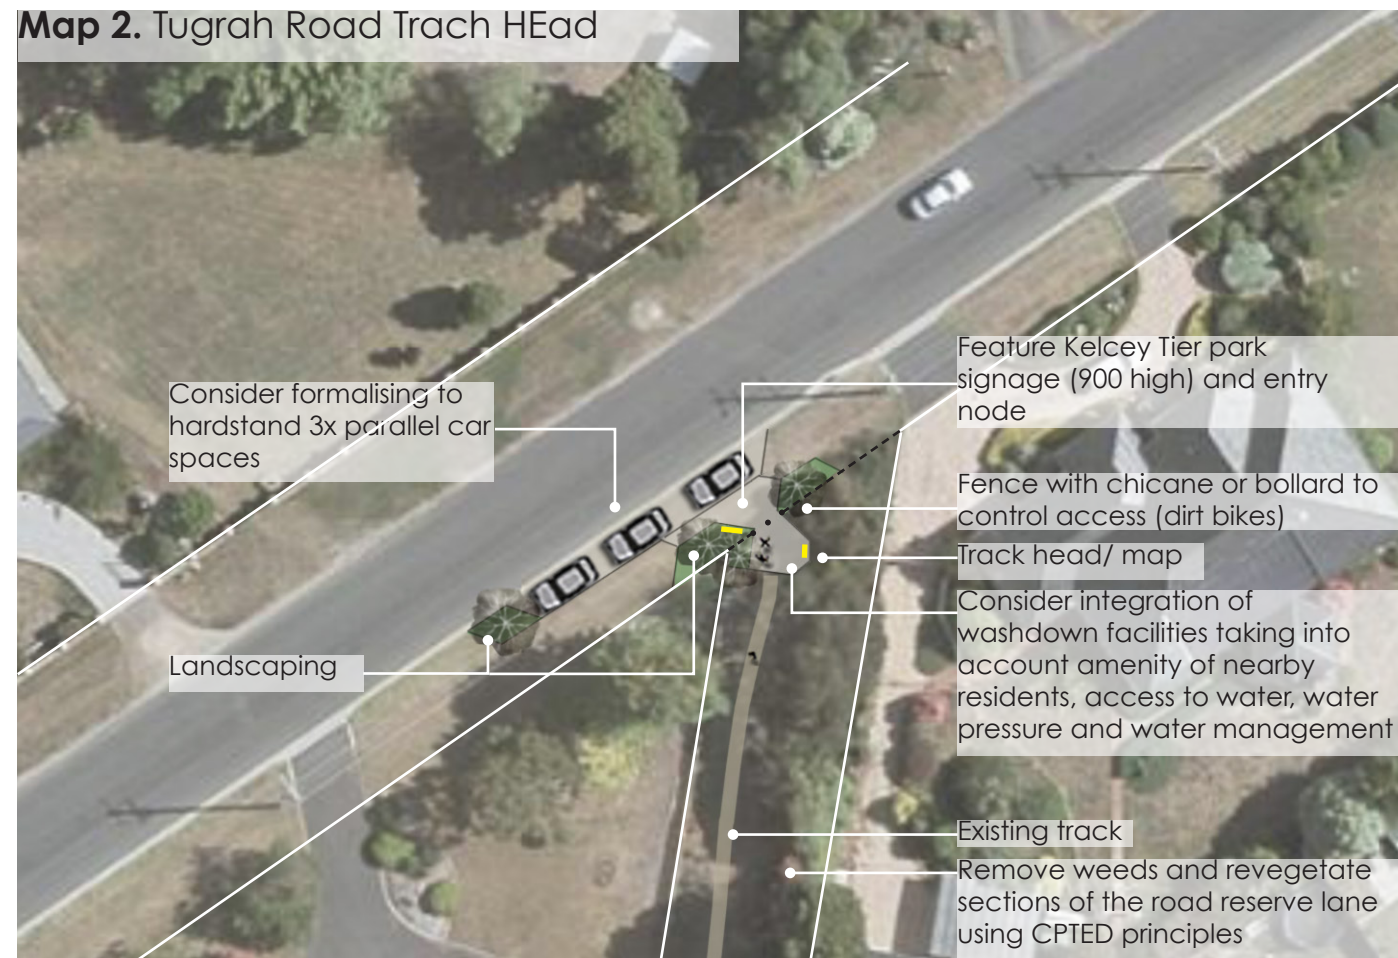 Map 2. Tugrah Road Trach HEad
Consider formalising to
hardstand 3x parallel car
spaces
Landscaping
Feature Kelcey Tier park
signage (900 high) and entry
node
Fence with chicane or bollard to
control access (dirt bikes)
Track head/ map
Consider integration of
washdown facilities taking into
account amenity of nearby
residents, access to water, water
pressure and water management
Existing track
Remove weeds and revegetate
sections of the road reserve lane
using CPTED principles